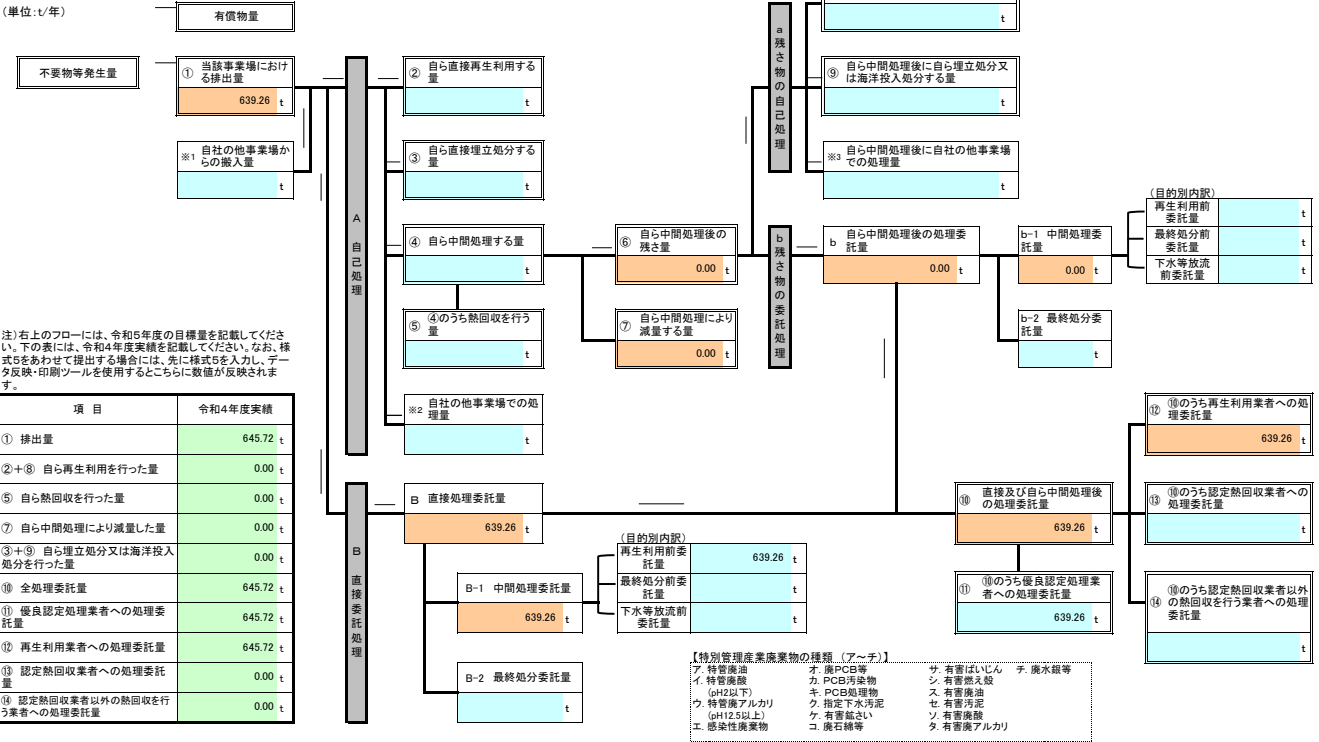 (単位:t/年)
有償物量
不要物等発生量
① 当該事業場におけ
る排出量
639.26 t
※1 自社の他事業場か
らの搬入量
t
A 自己処理
② 自ら直接再生利用する
量
t
③ 自ら直接埋立処分する
量
t
④ 自ら中間処理する量
t
⑤ ④のうち熱回収を行う
量
t
※2 自社の他事業場での処
理量
t
⑥ 自ら中間処理後の
残さ量
0.00 t
⑦ 自ら中間処理により
減量する量
0.00 t
a 残さ物の自己処理
t
⑨ 自ら中間処理後に自ら埋立処分又
は海洋投入処分する量
t
※3 自ら中間処理後に自社の他事業場
での処理量
t
b 残さ物の委託処理
b 自ら中間処理後の処理委
託量
0.00 t
b-1 中間処理委
託量
0.00 t
b-2 最終処分委
託量
t
(目的別内訳)
再生利用前
委託量
t
最終処分前
委託量
t
下水等放流
前委託量
t
注)右上のフローには、令和5年度の目標量を記載してくださ
い。下の表には、令和4年度実績を記載してください。なお、様
式5をあわせて提出する場合には、先に様式5を入力し、デー
タ反映・印刷ツールを使用するとこちらに数値が反映されま
す。
項 目 令和4年度実績
① 排出量 645.72 t
②+⑧ 自ら再生利用を行った量 0.00 t
⑤ 自ら熱回収を行った量 0.00 t
⑦ 自ら中間処理により減量した量 0.00 t
③+⑨ 自ら埋立処分又は海洋投入
処分を行った量 0.00 t
⑩ 全処理委託量 645.72 t
⑪ 優良認定処理業者への処理委
託量 645.72 t
⑫ 再生利用業者への処理委託量 645.72 t
⑬ 認定熱回収業者への処理委託
量 0.00 t
⑭ 認定熱回収業者以外の熱回収を行
う業者への処理委託量 0.00 t
B 直接委託処理
B 直接処理委託量
639.26 t
B-1 中間処理委託量
639.26 t
B-2 最終処分委託量
t
(目的別内訳)
再生利用前委
託量
639.26 t
最終処分前委
託量
t
下水等放流前
委託量
t
⑩ 直接及び自ら中間処理後
の処理委託量
639.26 t
⑪ ⑩のうち優良認定処理業
者への処理委託量
639.26 t
⑫ ⑩のうち再生利用業者への処
理委託量
639.26 t
⑬ ⑩のうち認定熱回収業者への
処理委託量
t
⑭ ⑩のうち認定熱回収業者以外
の熱回収を行う業者への処理
委託量
t
【特別管理産業廃棄物の種類 (ア~チ)】
ア. 特管廃油 オ. 廃PCB等 サ. 有害ばいじん チ. 廃水銀等
イ. 特管廃酸 カ. PCB汚染物 シ. 有害燃え殻
(pH2以下) キ. PCB処理物 ス. 有害廃油
ウ. 特管廃アルカリ ク. 指定下水汚泥 セ. 有害汚泥
(pH12.5以上) ケ. 有害鉱さい ソ. 有害廃酸
エ. 感染性廃棄物 コ. 廃石綿等 タ. 有害廃アルカリ